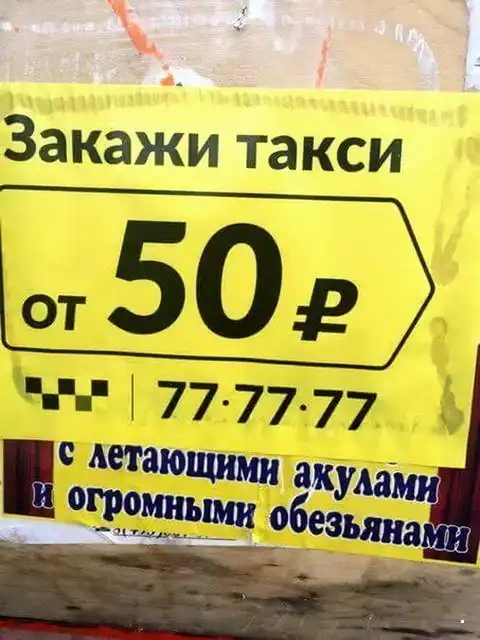 Закажи такси
от 50 ₽
77·77·77
с летающими акулами
и огромными обезьянами